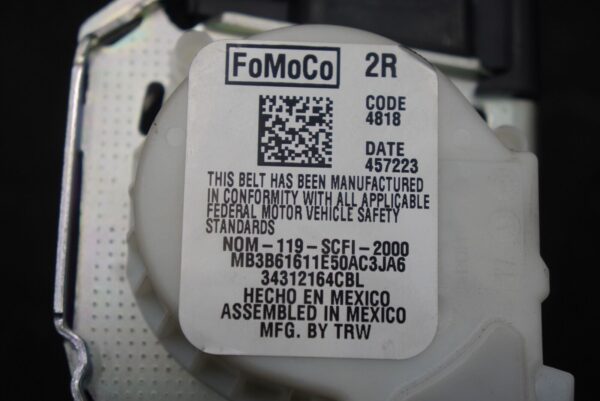 FoMoCo 2R
CODE
4818
DATE
457223
THIS BELT HAS BEEN MANUFACTURED
IN CONFORMITY WITH ALL APPLICABLE
FEDERAL MOTOR VEHICLE SAFETY
STANDARDS
NOM-119-SCFI-2000
MB3B61611E50AC3JA6
34312164CBL
HECHO EN MEXICO
ASSEMBLED IN MEXICO
MFG. BY TRW